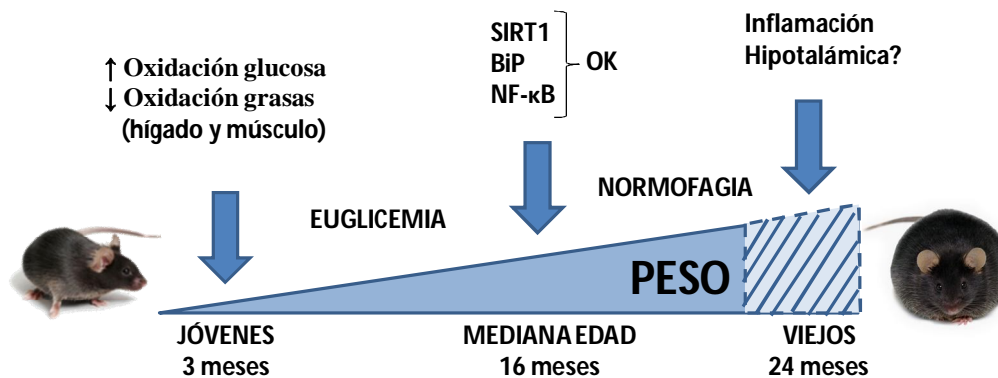 ↑ Oxidación glucosa
↓ Oxidación grasas
(hígado y músculo)
SIRT1
BiP
NF-κB
OK
Inflamación
Hipotalámica?
EUGLICEMIA
NORMOFAGIA
PESO
JÓVENES
3 meses
MEDIANA EDAD
16 meses
VIEJOS
24 meses